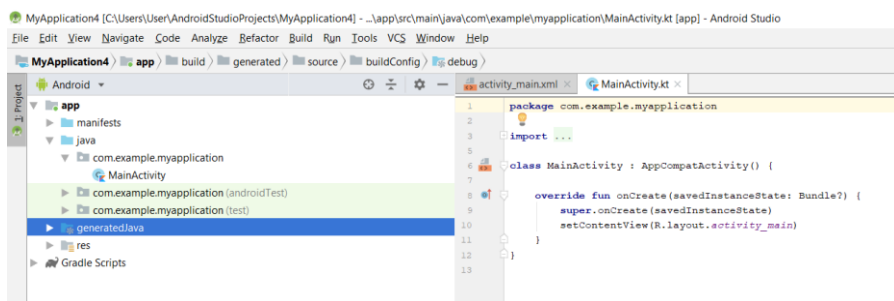 MyApplication4 [C:\Users\User\AndroidStudioProjects\MyApplication4] - ...\app\src\main\java\com\example\myapplication\MainActivity.kt [app] - Android Studio
File Edit View Navigate Code Analyze Refactor Build Run Tools VCS Window Help
MyApplication4 app build generated source buildConfig debug
1: Project
Android
activity_main.xml
MainActivity.kt
app
manifests
java
com.example.myapplication
MainActivity
com.example.myapplication (androidTest)
com.example.myapplication (test)
generatedJava
res
Gradle Scripts
1 package com.example.myapplication
2
3 import ...
5
6 class MainActivity : AppCompatActivity() {
7
8 override fun onCreate(savedInstanceState: Bundle?) {
9 super.onCreate(savedInstanceState)
10 setContentView(R.layout.activity_main)
11 }
12 }
13